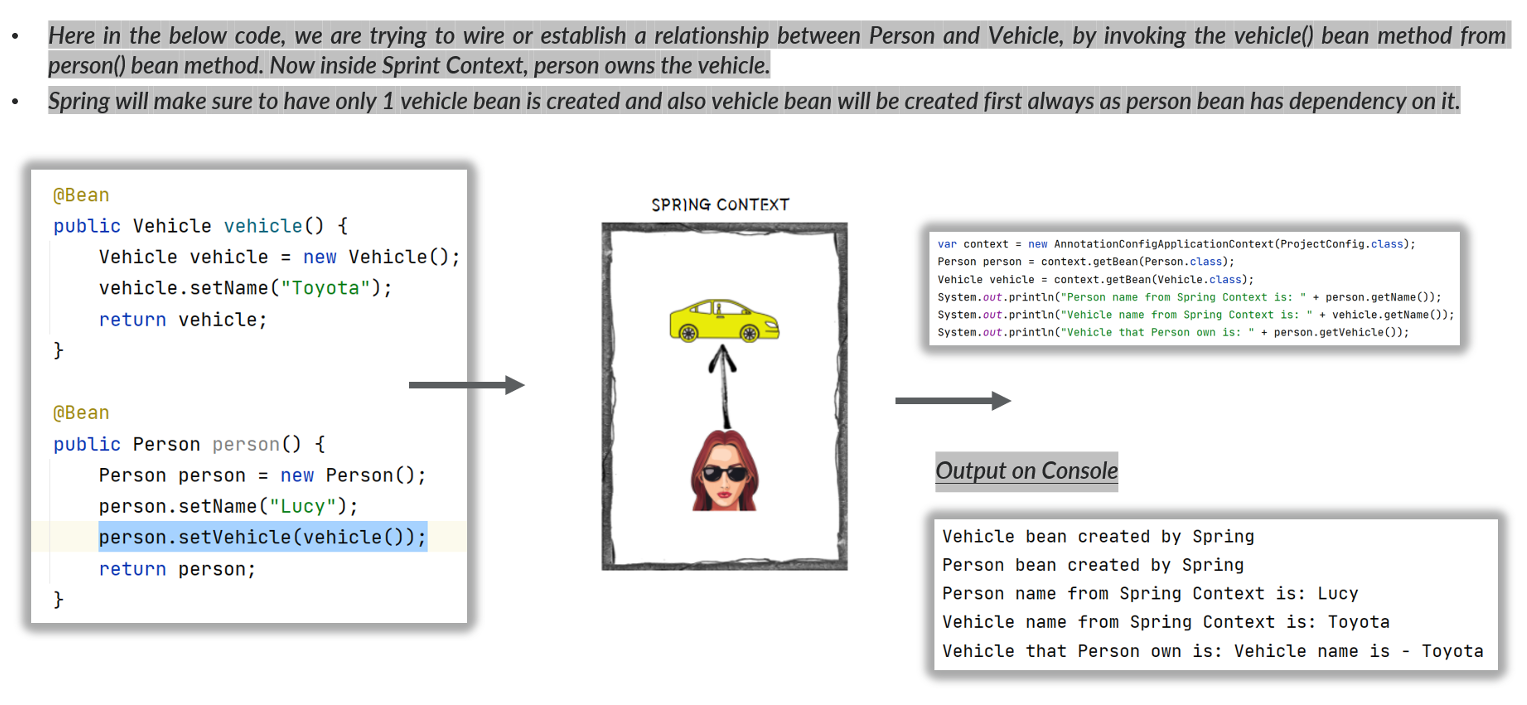 • Here in the below code, we are trying to wire or establish a relationship between Person and Vehicle, by invoking the vehicle() bean method from
person() bean method. Now inside Sprint Context, person owns the vehicle.
• Spring will make sure to have only 1 vehicle bean is created and also vehicle bean will be created first always as person bean has dependency on it.
@Bean
public Vehicle vehicle() {
    Vehicle vehicle = new Vehicle();
    vehicle.setName("Toyota");
    return vehicle;
}
@Bean
public Person person() {
    Person person = new Person();
    person.setName("Lucy");
    person.setVehicle(vehicle());
    return person;
}
SPRING CONTEXT
var context = new AnnotationConfigApplicationContext(ProjectConfig.class);
Person person = context.getBean(Person.class);
Vehicle vehicle = context.getBean(Vehicle.class);
System.out.println("Person name from Spring Context is: " + person.getName());
System.out.println("Vehicle name from Spring Context is: " + vehicle.getName());
System.out.println("Vehicle that Person own is: " + person.getVehicle());
Output on Console
Vehicle bean created by Spring
Person bean created by Spring
Person name from Spring Context is: Lucy
Vehicle name from Spring Context is: Toyota
Vehicle that Person own is: Vehicle name is - Toyota